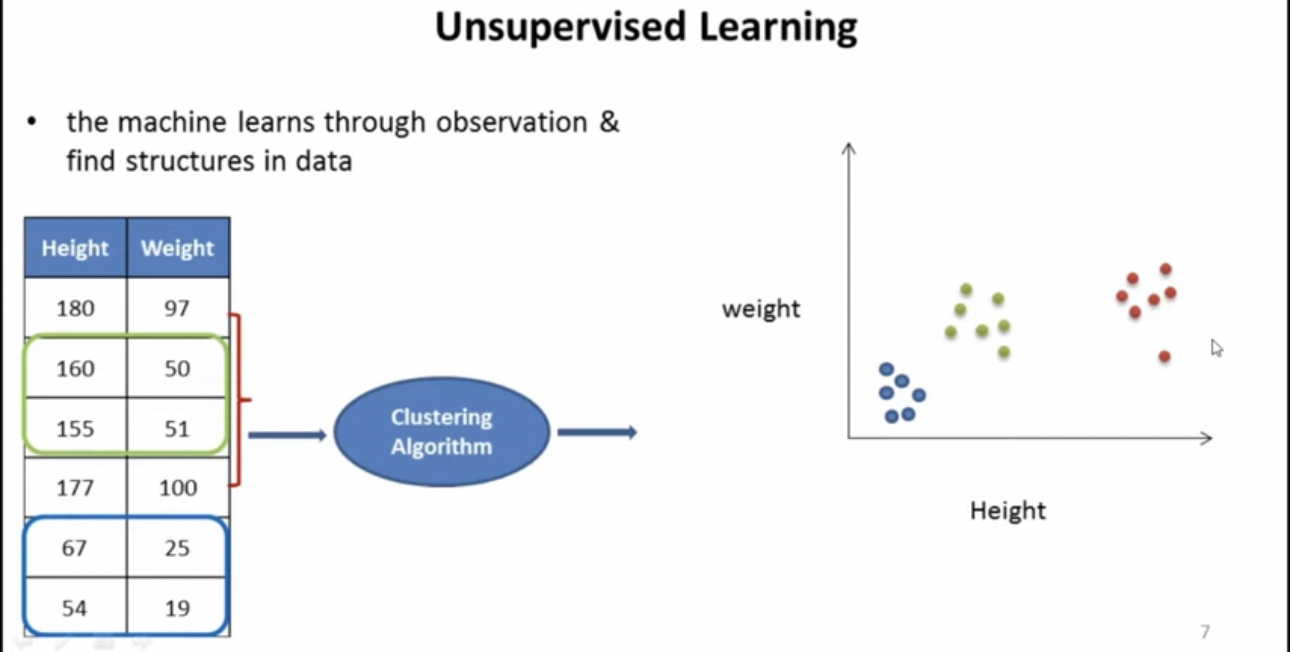 Unsupervised Learning
• the machine learns through observation &
find structures in data
Height Weight
180 97
160 50
155 51
177 100
67 25
54 19
Clustering
Algorithm
weight
Height
7